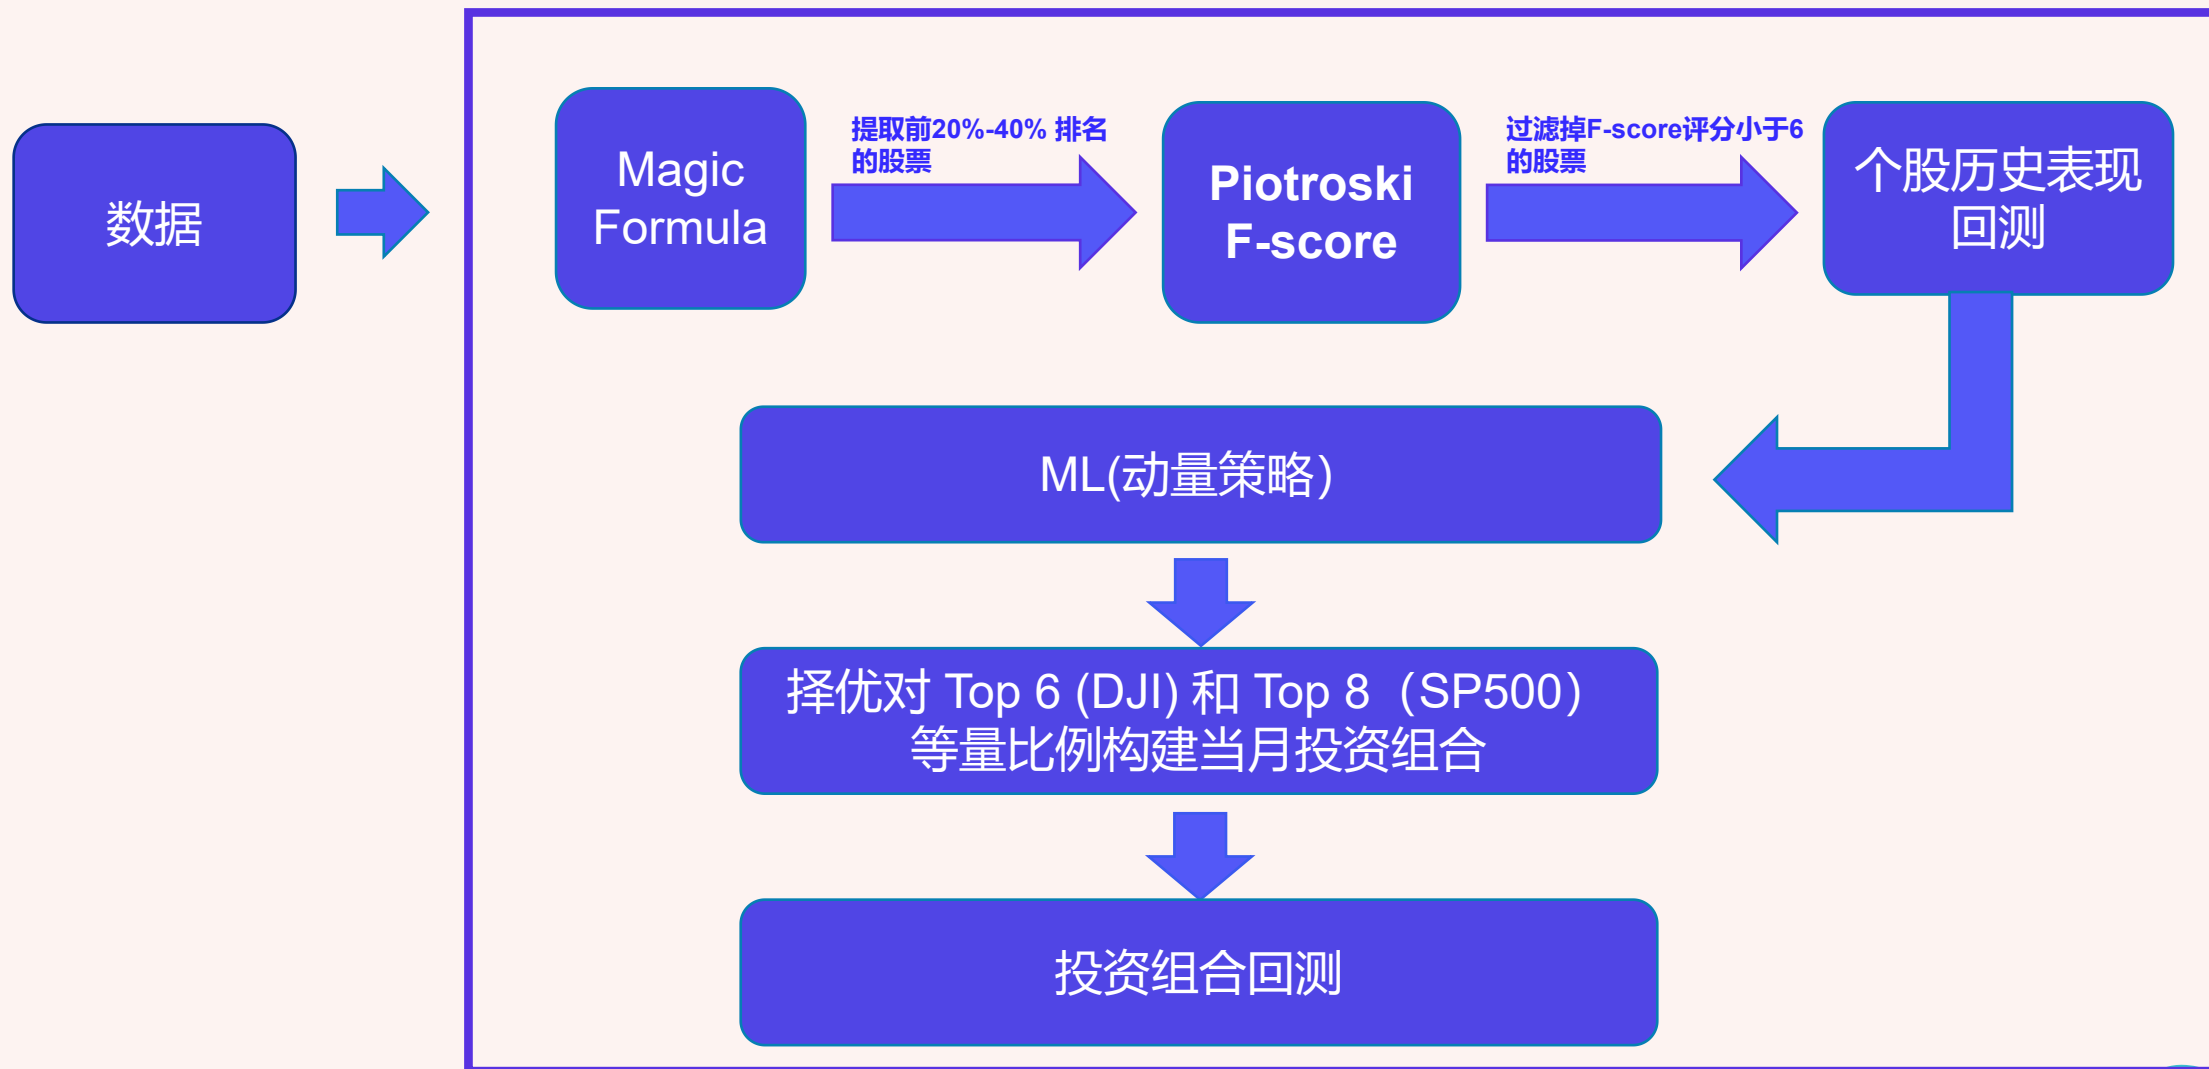 数据
Magic
Formula
提取前20%-40% 排名
的股票
Piotroski
F-score
过滤掉F-score评分小于6
的股票
个股历史表现
回测
ML(动量策略）
择优对 Top 6 (DJI) 和 Top 8（SP500）
等量比例构建当月投资组合
投资组合回测